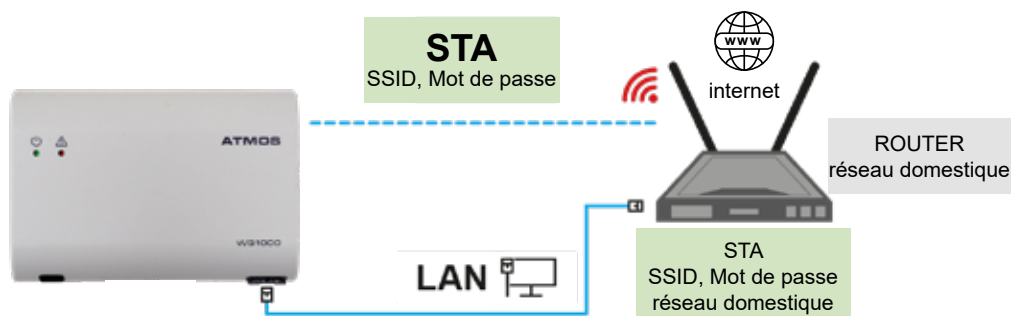 STA
SSID, Mot de passe
www
internet
ATMOS
ROUTER
réseau domestique
WG1000
LAN
STA
SSID, Mot de passe
réseau domestique